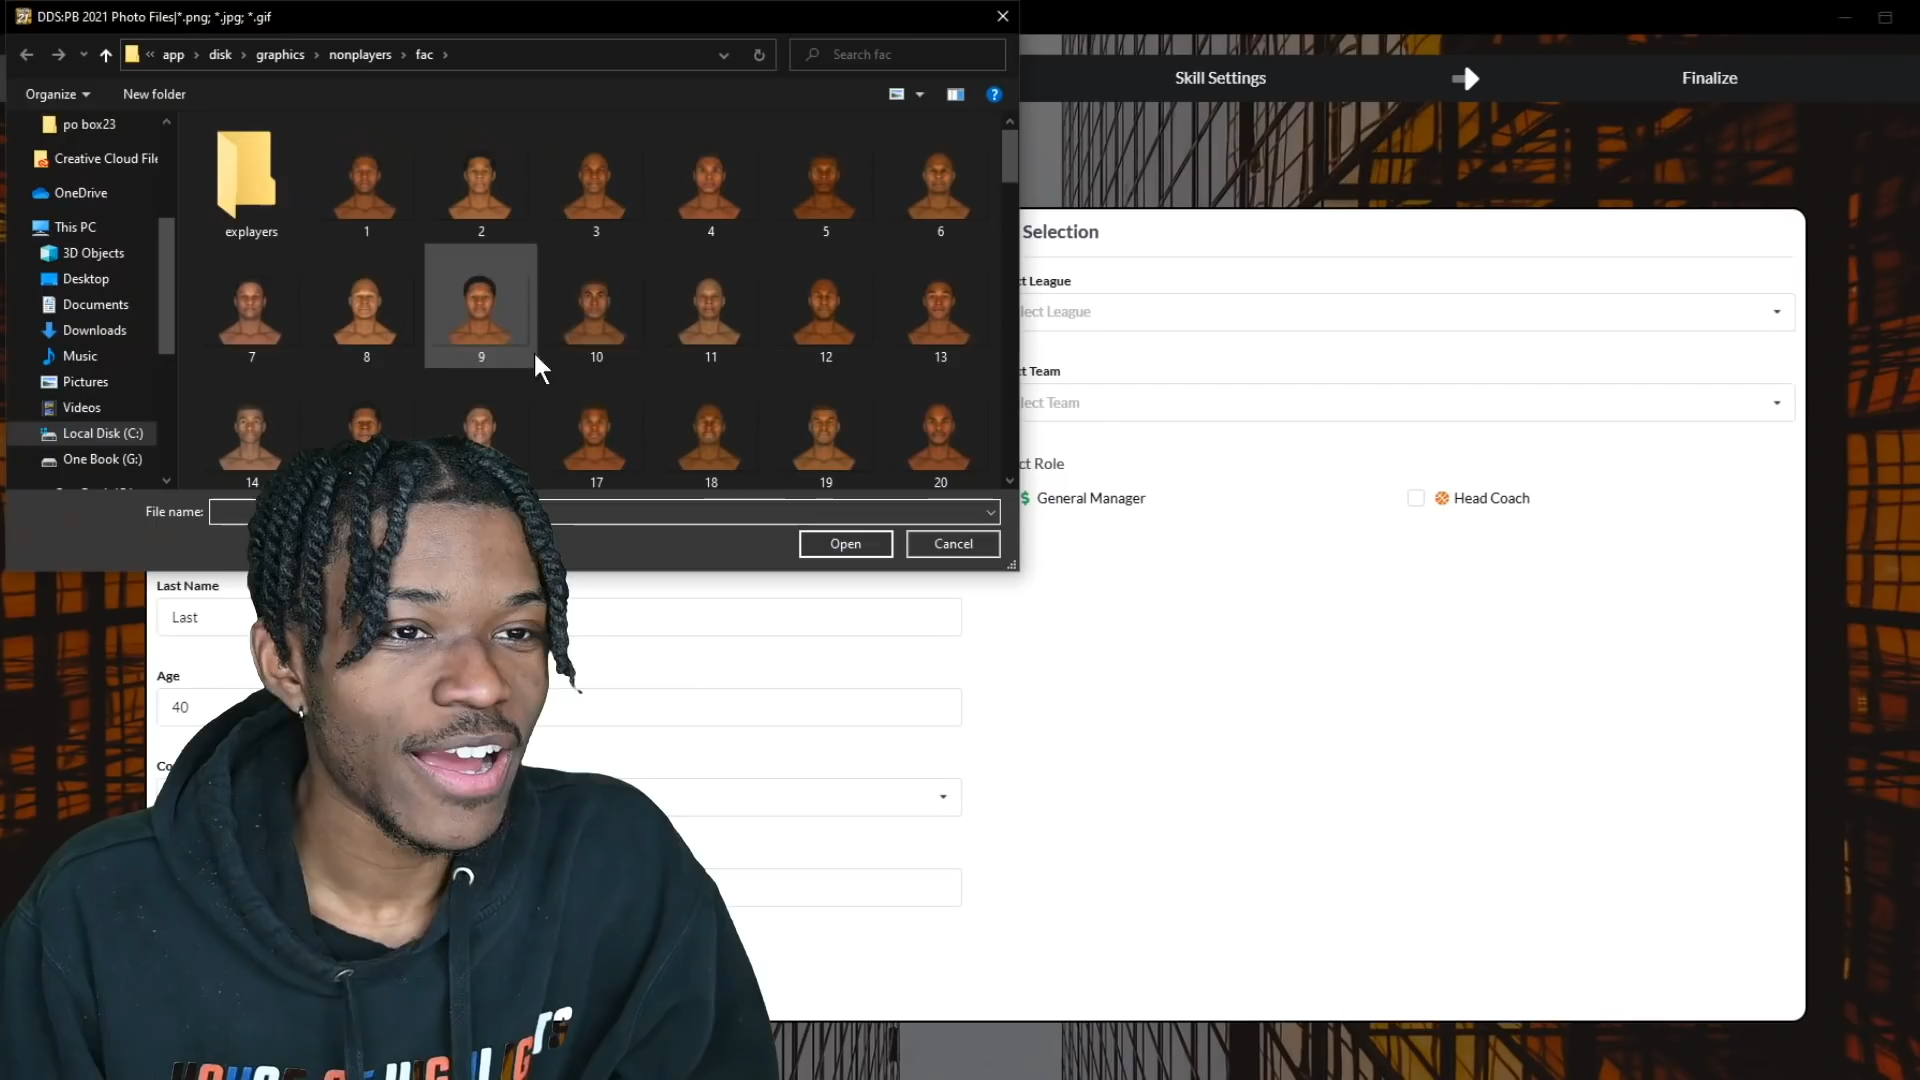 DDS:PB 2021 Photo Files|*.png; *.jpg; *.gif
« app > disk > graphics > nonplayers > fac >
Search fac
Organize
New folder
Skill Settings
Finalize
po box23
Creative Cloud File
OneDrive
This PC
3D Objects
Desktop
Documents
Downloads
Music
Pictures
Videos
Local Disk (C:)
One Book (G:)
explayers 1 2 3 4 5 6
7 8 9 10 11 12 13
14 17 18 19 20
File name:
Open
Cancel
Selection
ct League
lect League
ct Team
lect Team
ct Role
$ General Manager
Head Coach
Last Name
Last
Age
40
Co